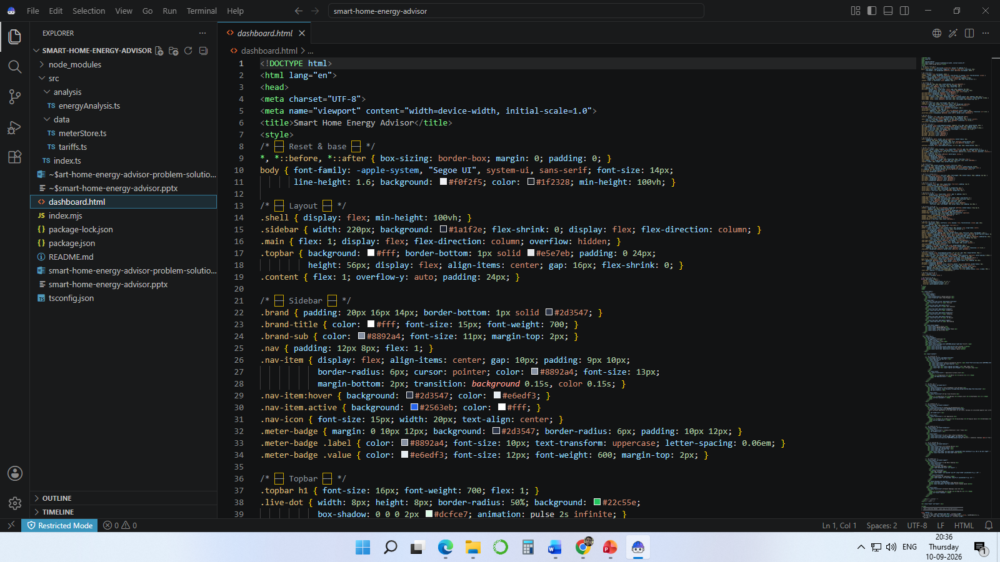 File Edit Selection View Go Run Terminal Help
smart-home-energy-advisor
EXPLORER
SMART-HOME-ENERGY-ADVISOR
node_modules
src
analysis
TS energyAnalysis.ts
data
TS meterStore.ts
TS tariffs.ts
TS index.ts
~$art-home-energy-advisor-problem-solutio...
~$smart-home-energy-advisor.pptx
dashboard.html
JS index.mjs
{} package-lock.json
{} package.json
README.md
smart-home-energy-advisor-problem-solutio...
smart-home-energy-advisor.pptx
TS tsconfig.json
OUTLINE
TIMELINE
dashboard.html
dashboard.html > ...
1 <!DOCTYPE html>
2 <html lang="en">
3 <head>
4 <meta charset="UTF-8">
5 <meta name="viewport" content="width=device-width, initial-scale=1.0">
6 <title>Smart Home Energy Advisor</title>
7 <style>
8 /* ── Reset & base ── */
9 *, *::before, *::after { box-sizing: border-box; margin: 0; padding: 0; }
10 body { font-family: -apple-system, "Segoe UI", system-ui, sans-serif; font-size: 14px;
11 line-height: 1.6; background: #f0f2f5; color: #1f2328; min-height: 100vh; }
12
13 /* ── Layout ── */
14 .shell { display: flex; min-height: 100vh; }
15 .sidebar { width: 220px; background: #1a1f2e; flex-shrink: 0; display: flex; flex-direction: column; }
16 .main { flex: 1; display: flex; flex-direction: column; overflow: hidden; }
17 .topbar { background: #fff; border-bottom: 1px solid #e5e7eb; padding: 0 24px;
18 height: 56px; display: flex; align-items: center; gap: 16px; flex-shrink: 0; }
19 .content { flex: 1; overflow-y: auto; padding: 24px; }
20
21 /* ── Sidebar ── */
22 .brand { padding: 20px 16px 14px; border-bottom: 1px solid #2d3547; }
23 .brand-title { color: #fff; font-size: 15px; font-weight: 700; }
24 .brand-sub { color: #8892a4; font-size: 11px; margin-top: 2px; }
25 .nav { padding: 12px 8px; flex: 1; }
26 .nav-item { display: flex; align-items: center; gap: 10px; padding: 9px 10px;
27 border-radius: 6px; cursor: pointer; color: #8892a4; font-size: 13px;
28 margin-bottom: 2px; transition: background 0.15s, color 0.15s; }
29 .nav-item:hover { background: #2d3547; color: #e6edf3; }
30 .nav-item.active { background: #2563eb; color: #fff; }
31 .nav-icon { font-size: 15px; width: 20px; text-align: center; }
32 .meter-badge { margin: 0 10px 12px; background: #2d3547; border-radius: 6px; padding: 10px 12px; }
33 .meter-badge .label { color: #8892a4; font-size: 10px; text-transform: uppercase; letter-spacing: 0.06em; }
34 .meter-badge .value { color: #e6edf3; font-size: 12px; font-weight: 600; margin-top: 2px; }
35
36 /* ── Topbar ── */
37 .topbar h1 { font-size: 16px; font-weight: 700; flex: 1; }
38 .live-dot { width: 8px; height: 8px; border-radius: 50%; background: #22c55e;
39 box-shadow: 0 0 0 2px #dcfce7; animation: pulse 2s infinite; }
Restricted Mode 0 0 Ln 1, Col 1 Spaces: 2 UTF-8 LF HTML
ENG
20:36
Thursday
10-09-2026
1